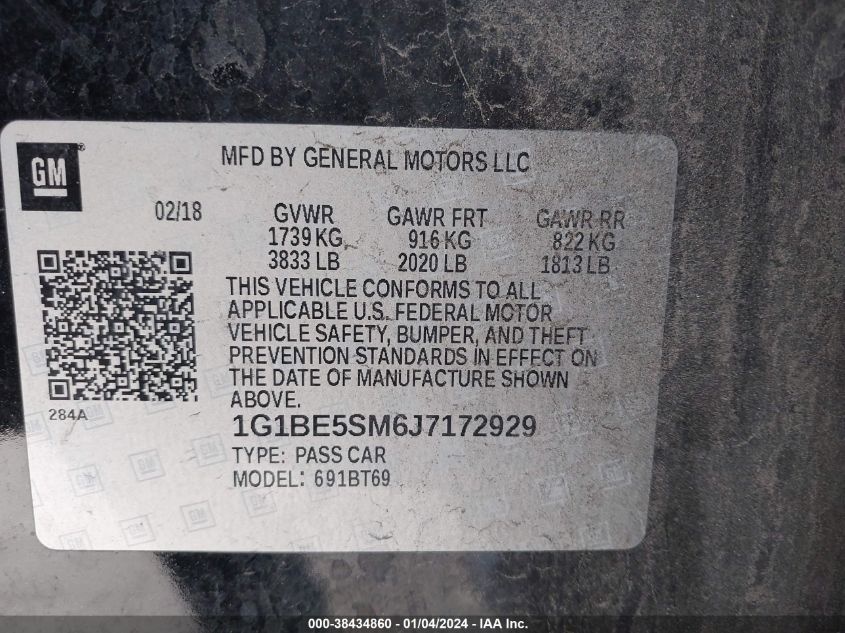 GM ®
MFD BY GENERAL MOTORS LLC
02/18 GVWR GAWR FRT GAWR RR
1739 KG 916 KG 822 KG
3833 LB 2020 LB 1813 LB
THIS VEHICLE CONFORMS TO ALL
APPLICABLE U.S. FEDERAL MOTOR
VEHICLE SAFETY, BUMPER, AND THEFT
PREVENTION STANDARDS IN EFFECT ON
THE DATE OF MANUFACTURE SHOWN
ABOVE.
284A
1G1BE5SM6J7172929
TYPE: PASS CAR
MODEL: 691BT69
000-38434860 - 01/04/2024 - IAA Inc.